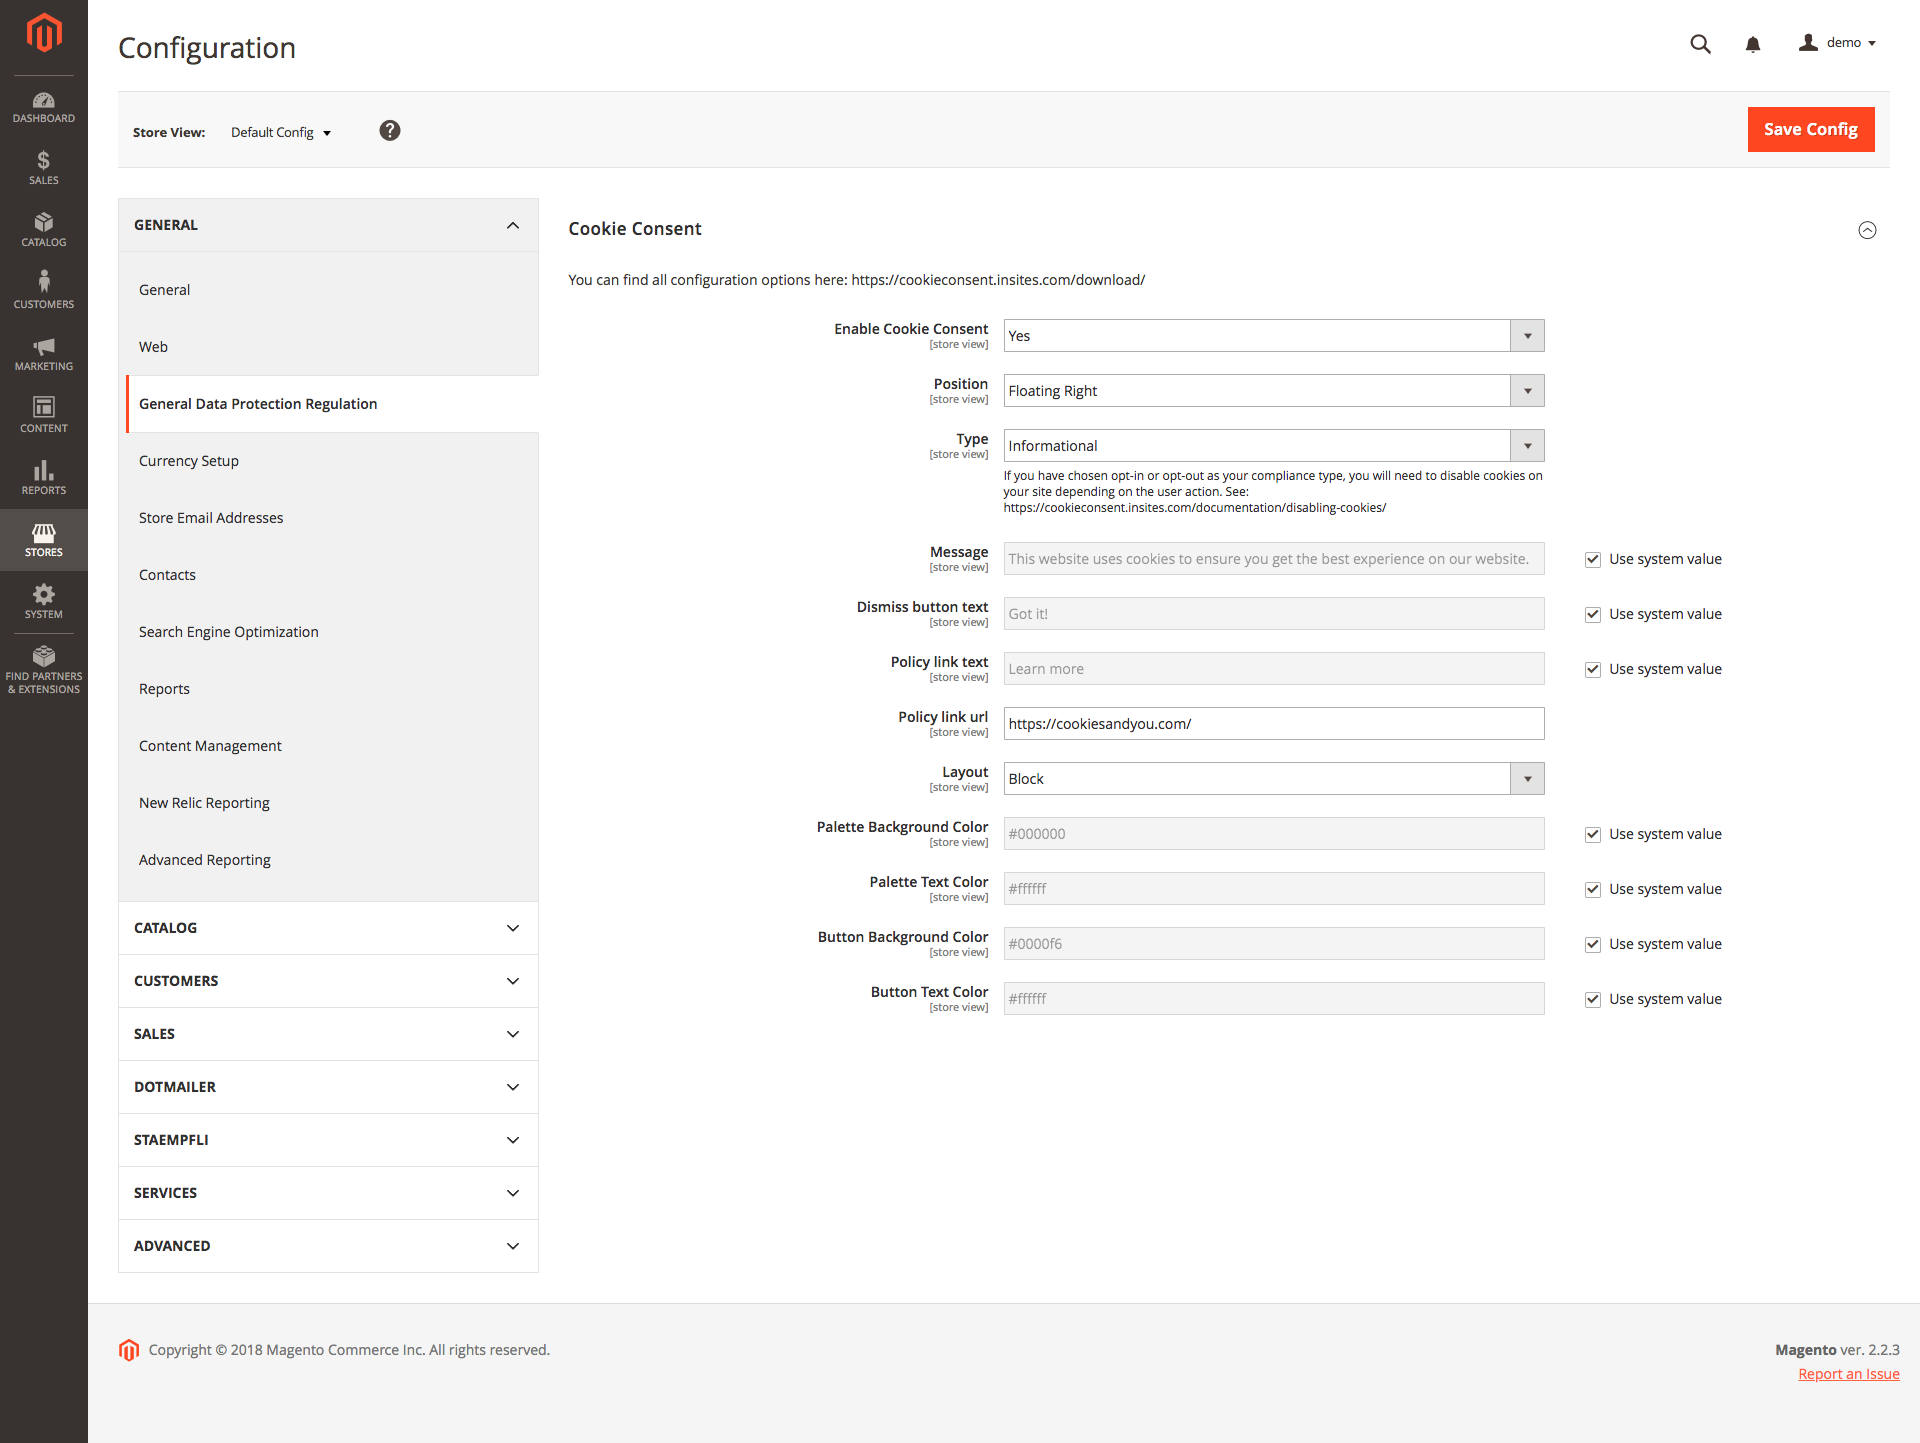 Configuration
demo
Store View: Default Config
?
Save Config
DASHBOARD
$
SALES
CATALOG
CUSTOMERS
MARKETING
CONTENT
REPORTS
STORES
SYSTEM
FIND PARTNERS
& EXTENSIONS
GENERAL
General
Web
General Data Protection Regulation
Currency Setup
Store Email Addresses
Contacts
Search Engine Optimization
Reports
Content Management
New Relic Reporting
Advanced Reporting
CATALOG
CUSTOMERS
SALES
DOTMAILER
STAEMPFLI
SERVICES
ADVANCED
Cookie Consent
You can find all configuration options here: https://cookieconsent.insites.com/download/
Enable Cookie Consent
[store view]
Yes
Position
[store view]
Floating Right
Type
[store view]
Informational
If you have chosen opt-in or opt-out as your compliance type, you will need to disable cookies on
your site depending on the user action. See:
https://cookieconsent.insites.com/documentation/disabling-cookies/
Message
[store view]
This website uses cookies to ensure you get the best experience on our website.
Use system value
Dismiss button text
[store view]
Got it!
Use system value
Policy link text
[store view]
Learn more
Use system value
Policy link url
[store view]
https://cookiesandyou.com/
Layout
[store view]
Block
Palette Background Color
[store view]
#000000
Use system value
Palette Text Color
[store view]
#ffffff
Use system value
Button Background Color
[store view]
#0000f6
Use system value
Button Text Color
[store view]
#ffffff
Use system value
Copyright © 2018 Magento Commerce Inc. All rights reserved.
Magento ver. 2.2.3
Report an Issue